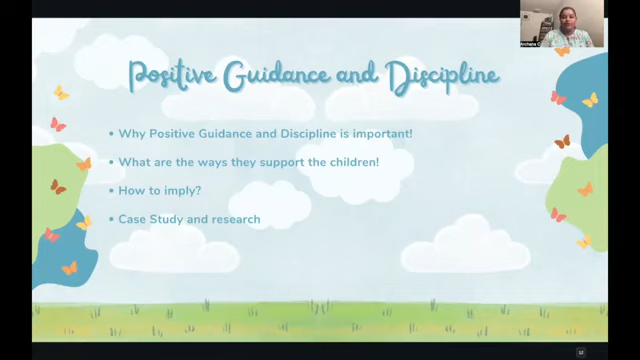 Positive Guidance and Discipline
• Why Positive Guidance and Discipline is important!
• What are the ways they support the children!
• How to imply?
• Case Study and research
12